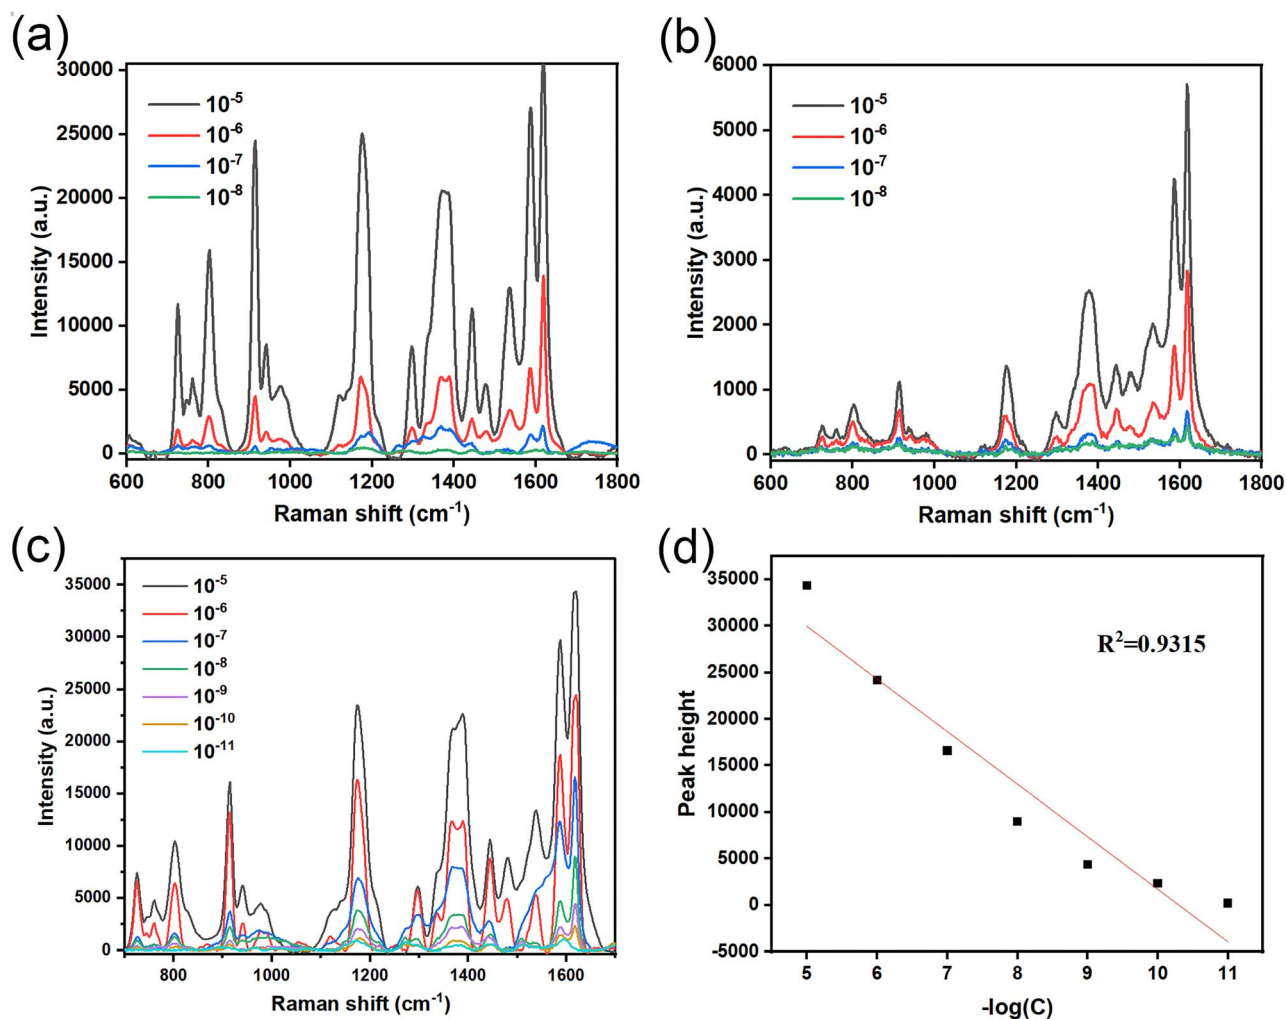 (a)
30000
25000
20000
15000
10000
5000
0
Intensity (a.u.)
10⁻⁵
10⁻⁶
10⁻⁷
10⁻⁸
600 800 1000 1200 1400 1600 1800
Raman shift (cm⁻¹)
(b)
6000
5000
4000
3000
2000
1000
0
Intensity (a.u.)
10⁻⁵
10⁻⁶
10⁻⁷
10⁻⁸
600 800 1000 1200 1400 1600 1800
Raman shift (cm⁻¹)
(c)
35000
30000
25000
20000
15000
10000
5000
0
Intensity (a.u.)
10⁻⁵
10⁻⁶
10⁻⁷
10⁻⁸
10⁻⁹
10⁻¹⁰
10⁻¹¹
800 1000 1200 1400 1600
Raman shift (cm⁻¹)
(d)
35000
30000
25000
20000
15000
10000
5000
0
-5000
Peak height
R²=0.9315
5 6 7 8 9 10 11
-log(C)